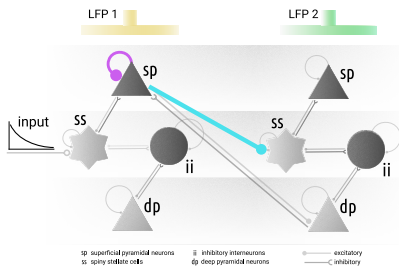 LFP 1
LFP 2
sp
sp
input
ss
ss
ii
ii
dp
dp
sp superficial pyramidal neurons
ii inhibitory interneurons
excitatory
ss spiny stellate cells
dp deep pyramidal neurons
inhibitory